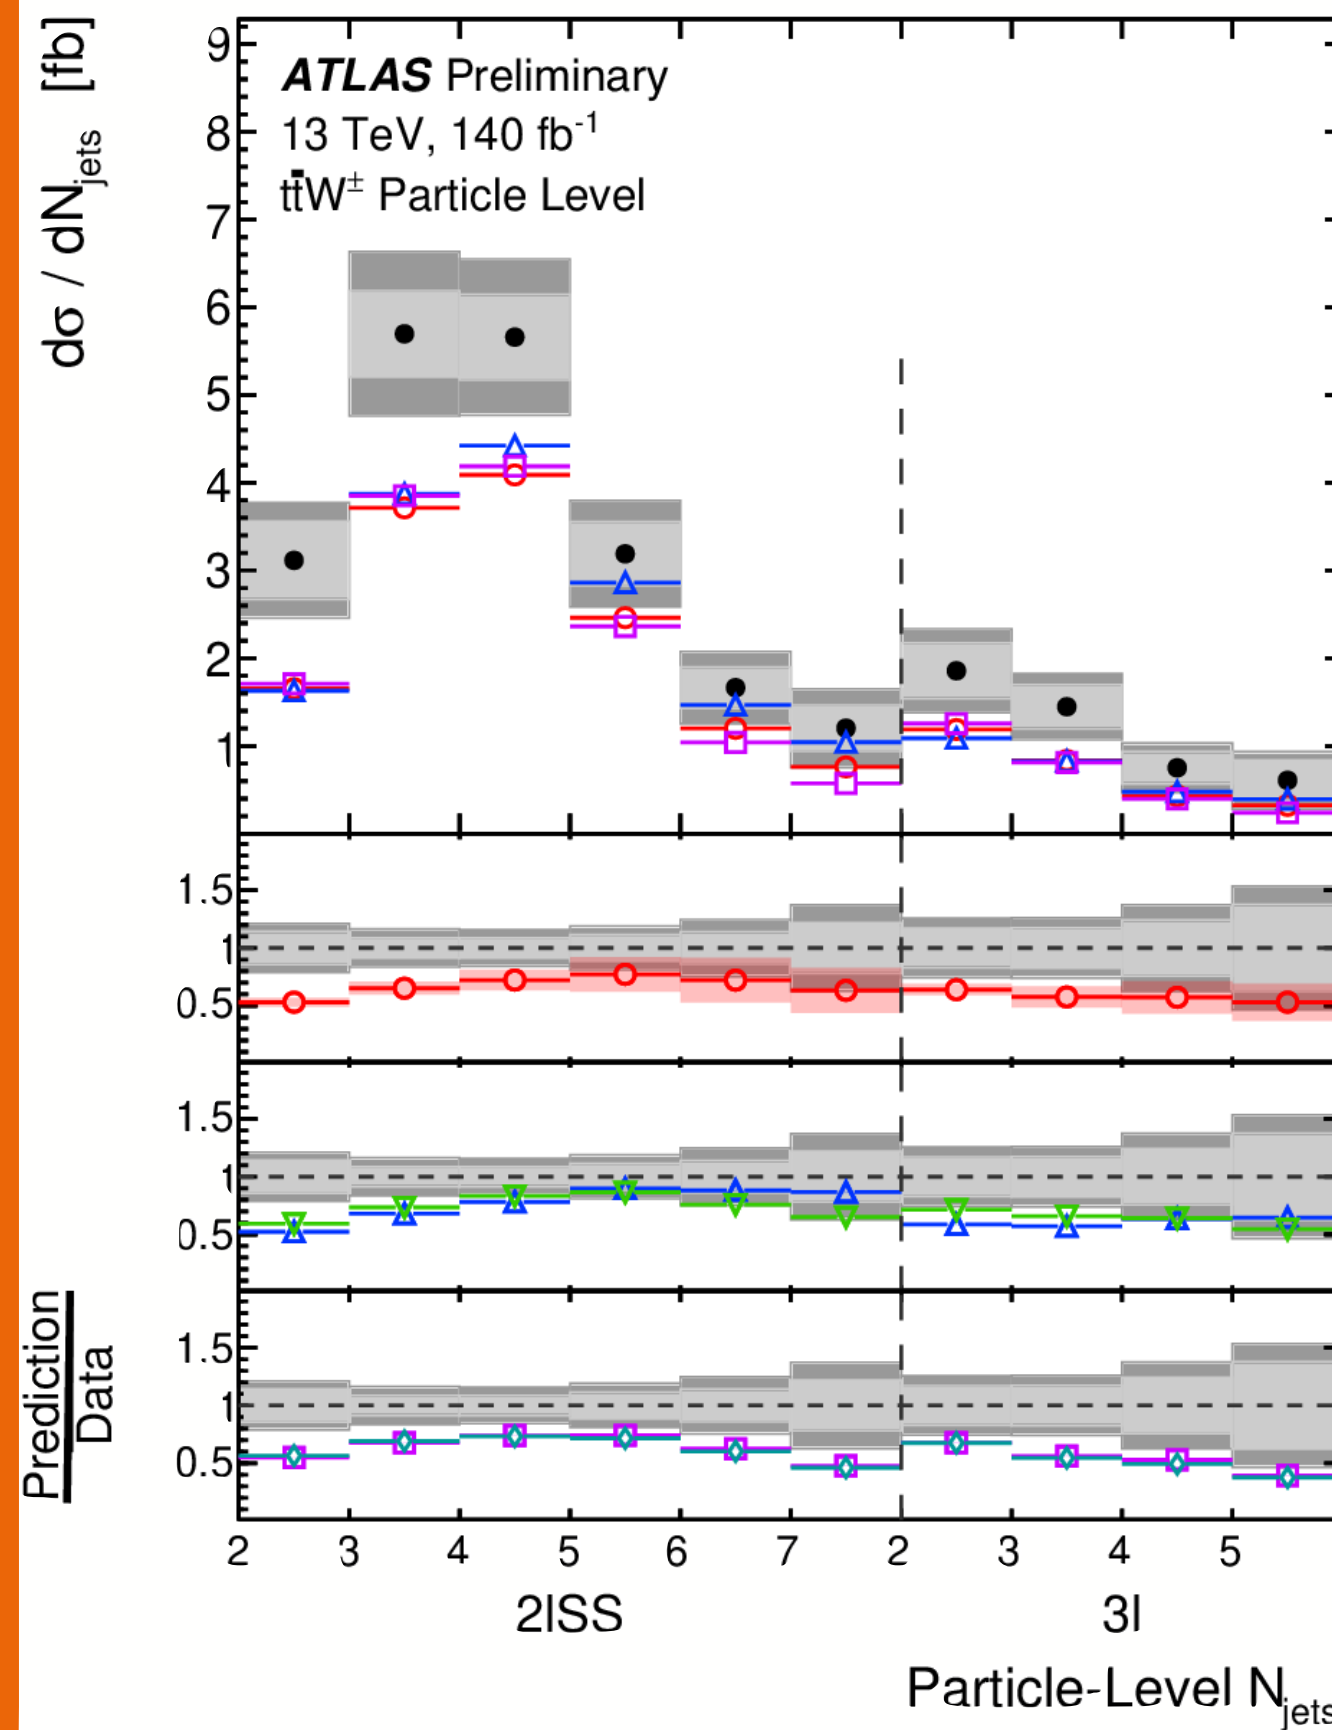 dσ / dN_jets [fb]
9
ATLAS Preliminary
8
13 TeV, 140 fb⁻¹
tt̄W± Particle Level
7
6
5
4
3
2
1
1.5
1
0.5
1.5
1
0.5
1.5
1
0.5
Prediction
Data
2 3 4 5 6 7 2 3 4 5
2lSS 3l
Particle-Level N_jets